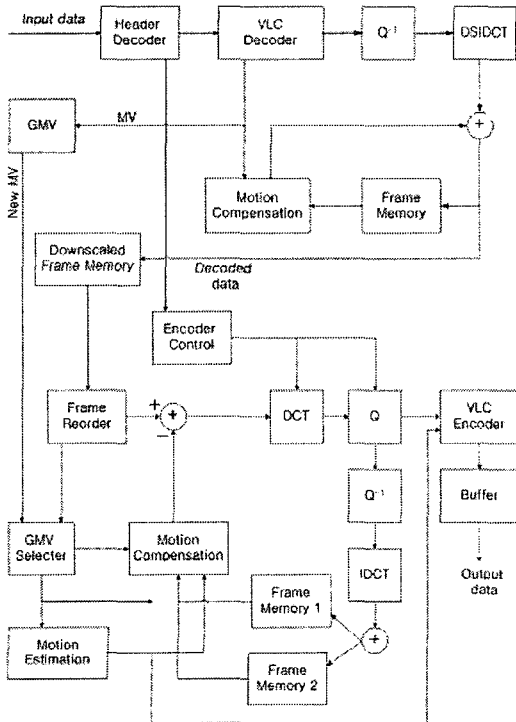 Input data
Header
Decoder
VLC
Decoder
Q⁻¹
DSIDCT
+
GMV
MV
New MV
Motion
Compensation
Frame
Memory
Downscaled
Frame Memory
Decoded
data
Encoder
Control
Frame
Reorder
+
+
−
DCT
Q
VLC
Encoder
Q⁻¹
Buffer
GMV
Selecter
Motion
Compensation
IDCT
Output
data
Frame
Memory 1
+
Motion
Estimation
Frame
Memory 2